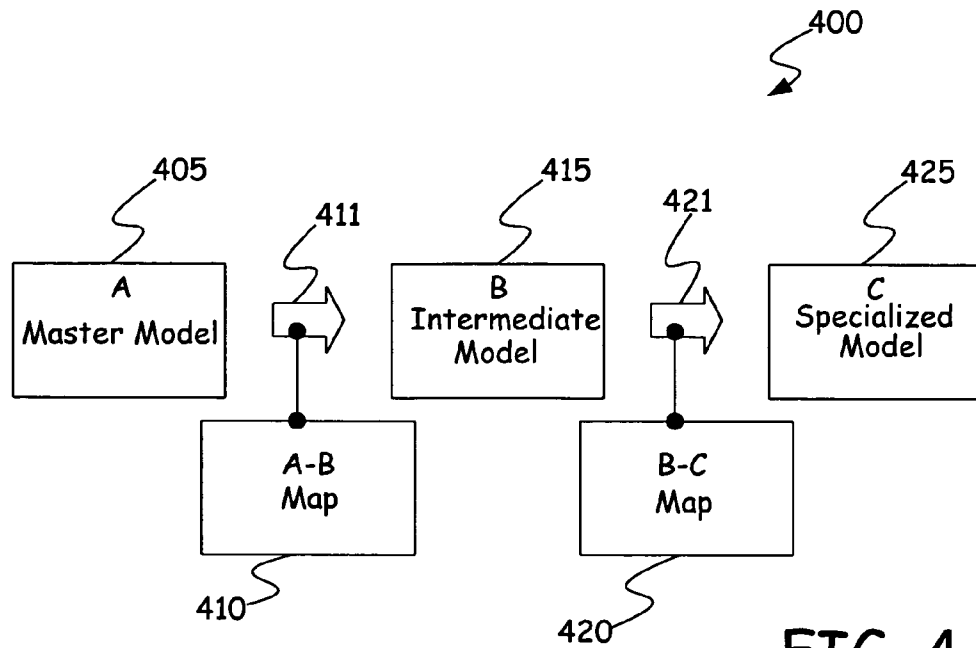 400
405
411
415
421
425
A
Master Model
B
Intermediate
Model
C
Specialized
Model
A-B
Map
B-C
Map
410
420
FIG. 4